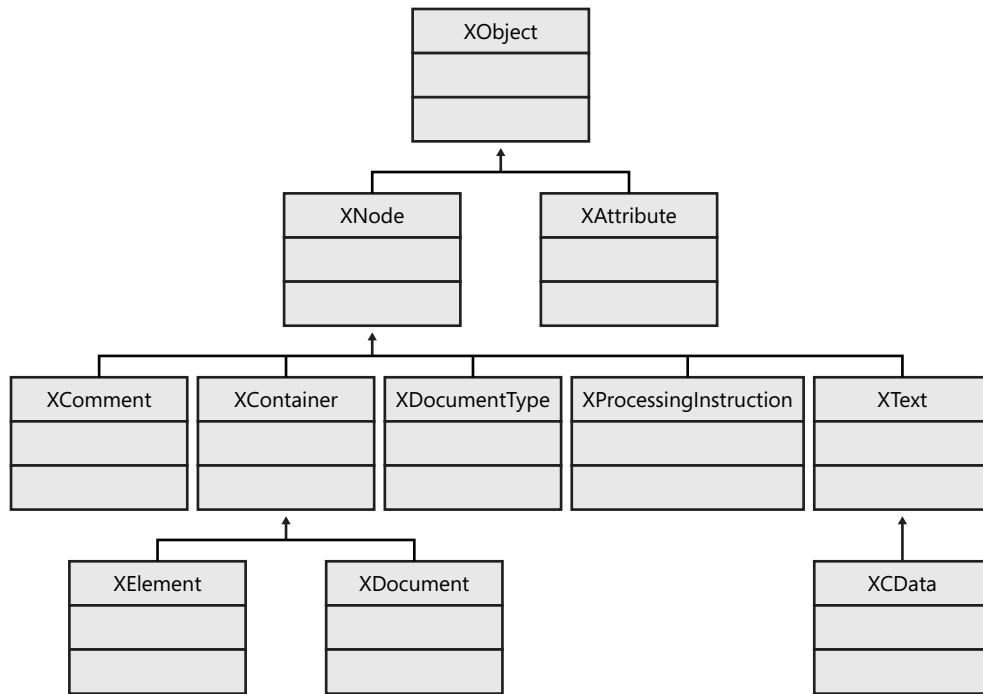 XObject
XNode
XAttribute
XComment
XContainer
XDocumentType
XProcessingInstruction
XText
XElement
XDocument
XCData